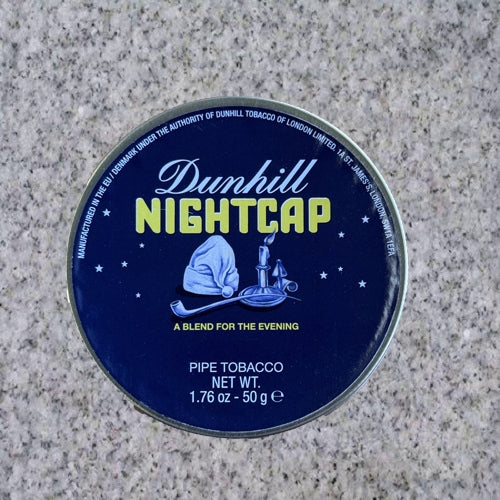 MANUFACTURED IN THE EU / DENMARK UNDER THE AUTHORITY OF DUNHILL TOBACCO OF LONDON LIMITED. 1A ST. JAMES'S, LONDON, SW1A 1EFA
Dunhill
NIGHTCAP
A BLEND FOR THE EVENING
PIPE TOBACCO
NET WT.
1.76 oz - 50 g ℮